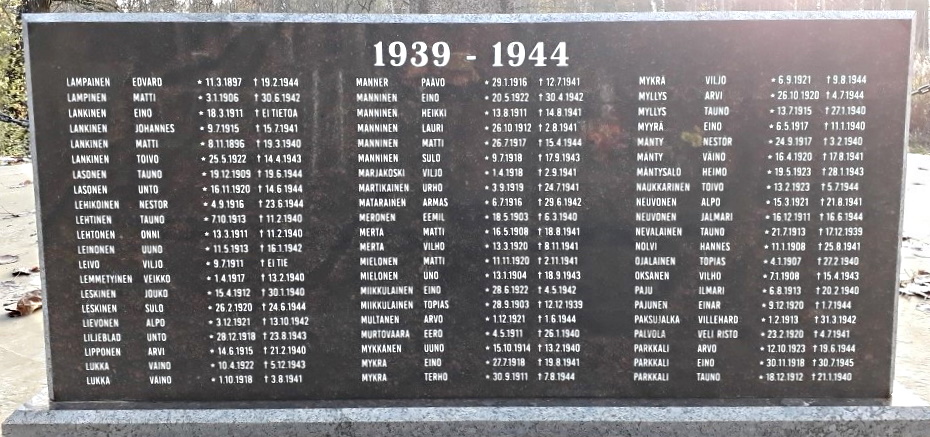 1939 - 1944
LAMPAINEN EDVARD * 11.3.1897 † 19.2.1944
LAMPINEN MATTI * 3.1.1906 † 30.6.1942
LANKINEN EINO * 18.3.1911 † EI TIETOA
LANKINEN JOHANNES * 9.7.1915 † 15.7.1941
LANKINEN MATTI * 8.11.1896 † 19.3.1940
LANKINEN TOIVO * 25.5.1922 † 14.4.1943
LASONEN TAUNO * 19.12.1909 † 19.6.1944
LASONEN UNTO * 16.11.1920 † 14.6.1944
LEHIKOINEN NESTOR * 4.9.1916 † 23.6.1944
LEHTINEN TAUNO * 7.10.1913 † 11.2.1940
LEHTONEN ONNI * 13.3.1911 † 11.2.1940
LEINONEN UUNO * 11.5.1913 † 16.1.1942
LEIVO VILJO * 9.7.1911 † EI TIE
LEMMETYINEN VEIKKO * 1.4.1917 † 13.2.1940
LESKINEN JOUKO * 15.4.1912 † 30.1.1940
LESKINEN SULO * 26.2.1920 † 24.6.1944
LIEVONEN ALPO * 3.12.1921 † 13.10.1942
LILJEBLAD UNTO * 28.12.1918 † 23.8.1943
LIPPONEN ARVI * 14.6.1915 † 21.2.1940
LUKKA VÄINÖ * 10.4.1922 † 5.12.1943
LUKKA VÄINÖ * 1.10.1918 † 3.8.1941
MANNER PAAVO * 29.1.1916 † 12.7.1941
MANNINEN EINO * 20.5.1922 † 30.4.1942
MANNINEN HEIKKI * 13.8.1911 † 14.8.1941
MANNINEN LAURI * 26.10.1912 † 2.8.1941
MANNINEN MATTI * 26.7.1917 † 15.4.1944
MANNINEN SULO * 9.7.1918 † 17.9.1943
MARJAKOSKI VILJO * 1.4.1918 † 2.9.1941
MARTIKAINEN URHO * 3.9.1919 † 24.7.1941
MATARAINEN ARMAS * 6.7.1916 † 29.6.1942
MERONEN EEMIL * 18.5.1903 † 6.3.1940
MERTA MATTI * 16.5.1908 † 18.8.1941
MERTA VILHO * 13.3.1920 † 8.11.1941
MIELONEN MATTI * 11.11.1920 † 2.11.1941
MIELONEN UNO * 13.1.1904 † 18.9.1943
MIIKKULAINEN EINO * 28.6.1922 † 4.5.1942
MIIKKULAINEN TOPIAS * 28.9.1903 † 12.12.1939
MULTANEN ARVO * 1.12.1921 † 1.6.1944
MURTOVAARA EERO * 4.5.1911 † 26.1.1940
MYKKÄNEN UUNO * 15.10.1914 † 13.2.1940
MYKRÄ EINO * 27.7.1918 † 19.8.1941
MYKRÄ TERHO * 30.9.1911 † 7.8.1944
MYKRÄ VILJO * 6.9.1921 † 9.8.1944
MYLLYS ARVI * 26.10.1920 † 4.7.1944
MYLLYS TAUNO * 13.7.1915 † 27.1.1940
MYYRÄ EINO * 6.5.1917 † 11.1.1940
MÄNTY NESTOR * 24.9.1917 † 3.2.1940
MÄNTY VÄINÖ * 16.4.1920 † 17.8.1941
MÄNTYSALO HEIMO * 19.5.1923 † 28.1.1943
NAUKKARINEN TOIVO * 13.2.1923 † 5.7.1944
NEUVONEN ALPO * 15.3.1921 † 21.8.1941
NEUVONEN JALMARI * 16.12.1911 † 16.6.1944
NEVALAINEN TAUNO * 21.7.1913 † 17.12.1939
NOLVI HANNES * 11.1.1908 † 25.8.1941
OJALAINEN TOPIAS * 4.1.1907 † 27.2.1940
OKSANEN VILHO * 7.1.1908 † 15.4.1943
PAJU ILMARI * 6.8.1913 † 20.2.1940
PAJUNEN EINAR * 9.12.1920 † 1.7.1944
PAKSUJALKA VILLEHARD * 1.2.1913 † 31.3.1942
PALVOLA VELI RISTO * 23.2.1920 † 4.7.1941
PARKKALI ARVO * 12.10.1923 † 19.6.1944
PARKKALI EINO * 30.11.1918 † 30.7.1945
PARKKALI TAUNO * 18.12.1912 † 21.1.1940